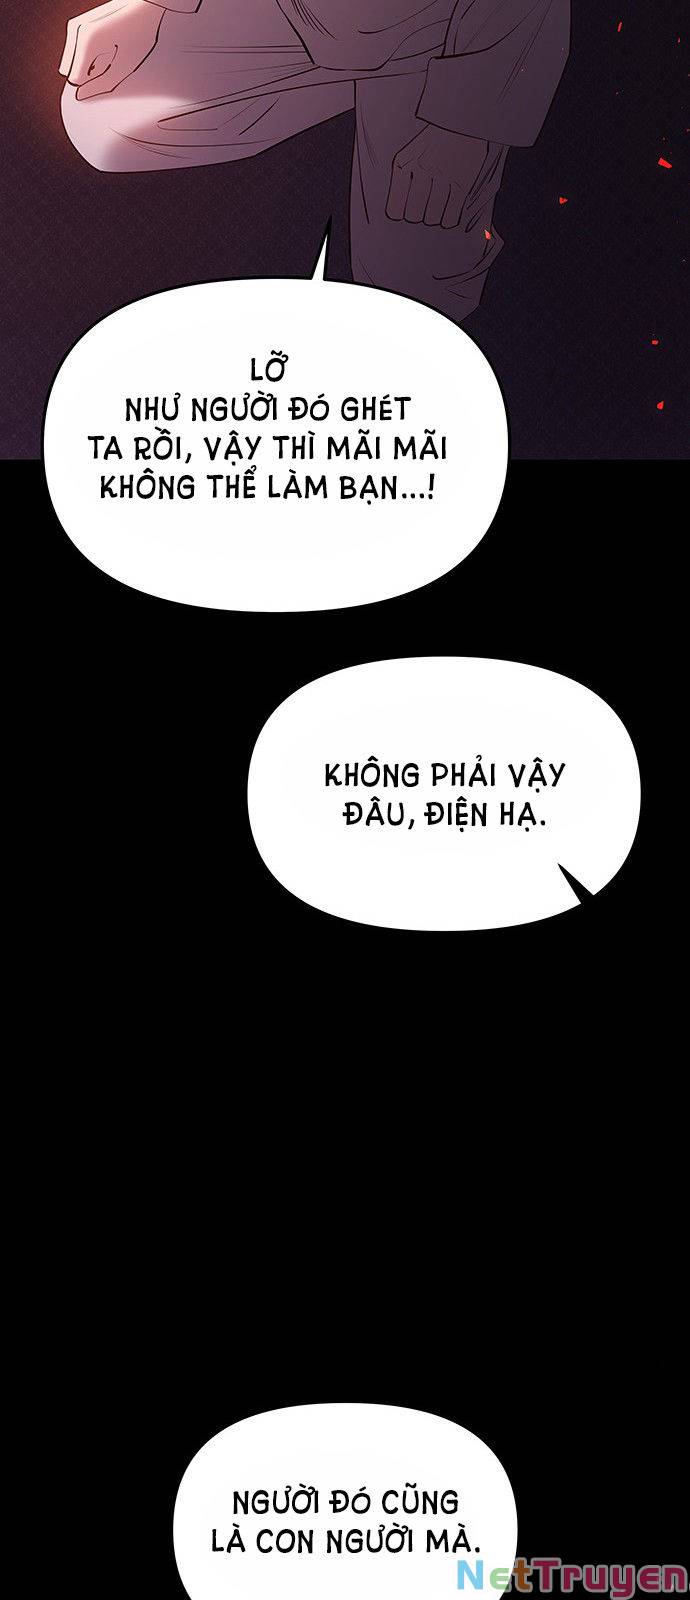 LỠ
NHƯ NGƯỜI ĐÓ GHÉT
TA RỒI, VẬY THÌ MÃI MÃI
KHÔNG THỂ LÀM BẠN...!
KHÔNG PHẢI VẬY
ĐÂU, ĐIỆN HẠ.
NGƯỜI ĐÓ CŨNG
LÀ CON NGƯỜI MÀ.
NetTruyen